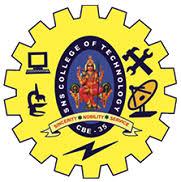 SNS COLLEGE OF TECHNOLOGY
SINCERITY • NOBILITY • SERVICE
CBE - 35